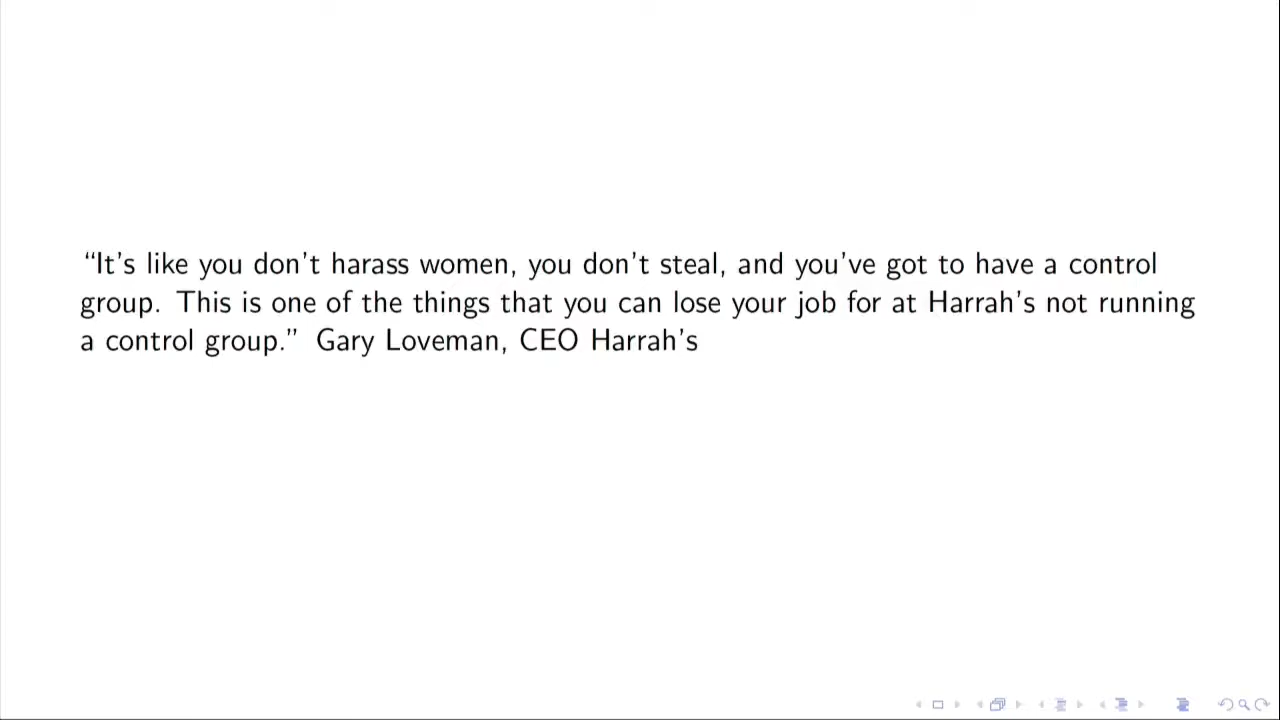 “It’s like you don’t harass women, you don’t steal, and you’ve got to have a control
group. This is one of the things that you can lose your job for at Harrah’s not running
a control group.” Gary Loveman, CEO Harrah’s